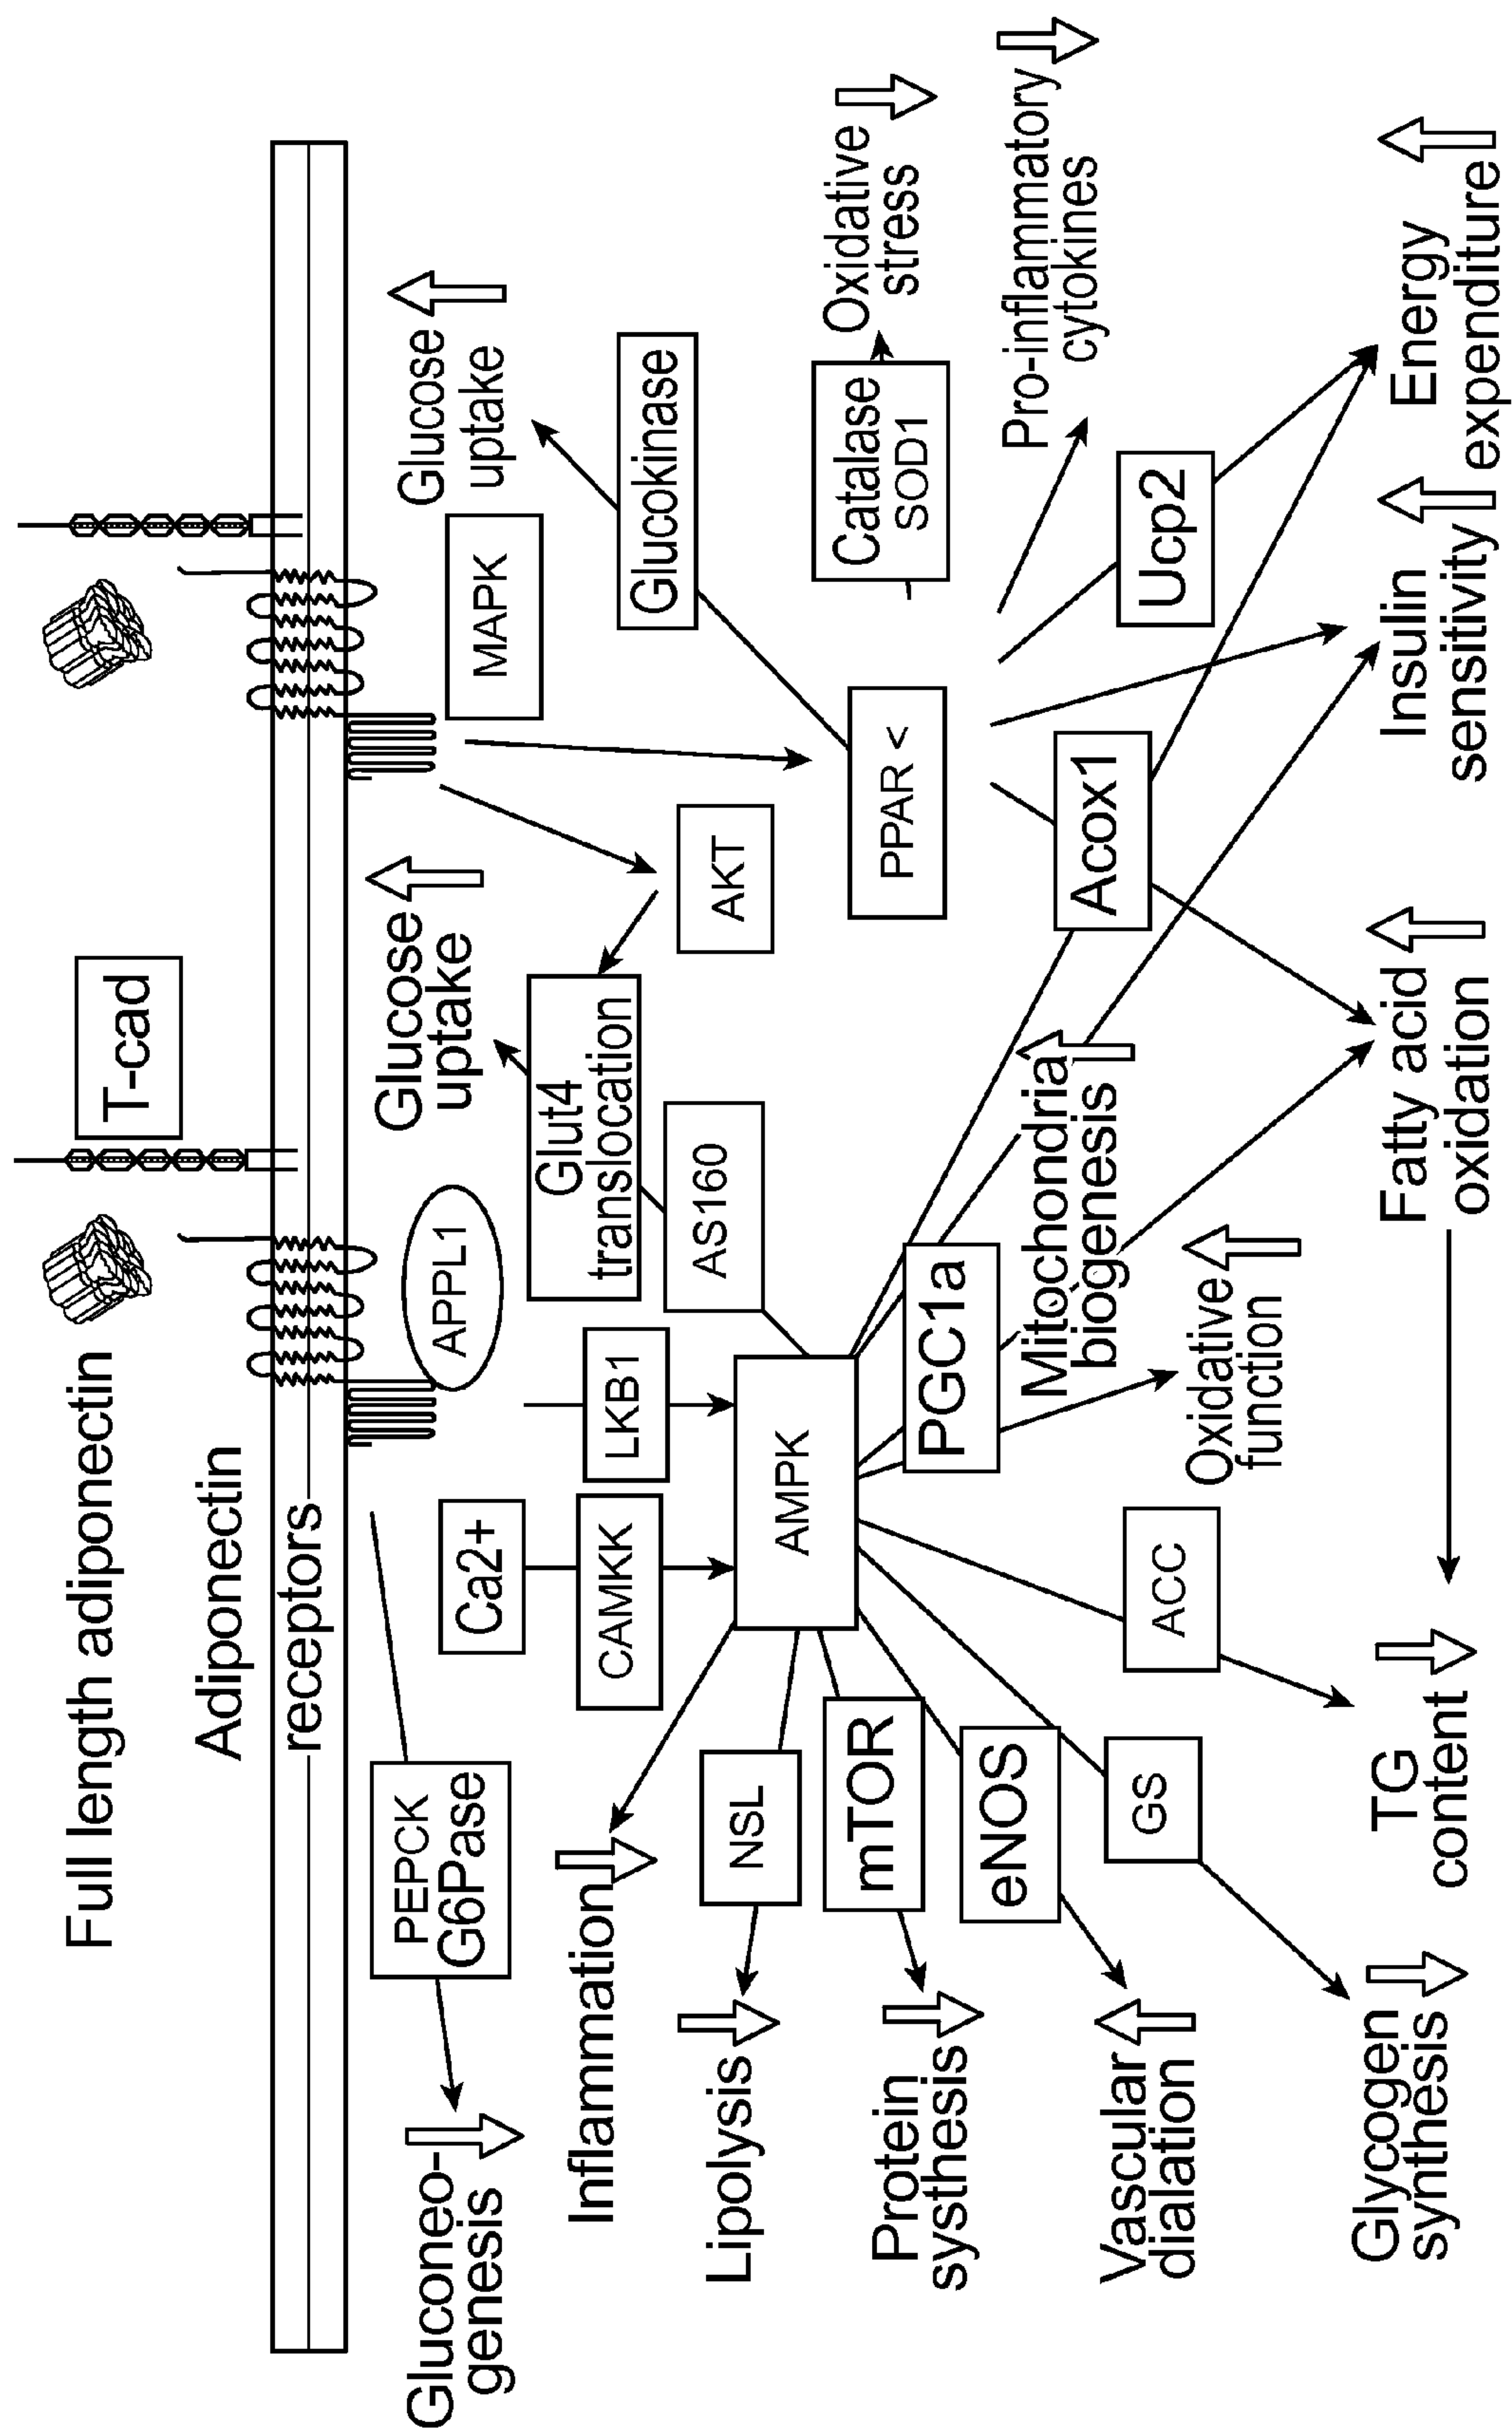 Full length adiponectin
T-cad
Adiponectin
receptors
PEPCK
G6Pase
Ca2+
APPL1
Glucose
uptake
MAPK
Glucose
uptake
Gluconeo-
genesis
Inflammation
CAMKK
LKB1
Glut4
translocation
AKT
Glucokinase
AS160
Lipolysis
NSL
AMPK
Protein
systhesis
mTOR
PGC1a
PPAR <
Catalase
SOD1
Oxidative
stress
Vascular
dialation
eNOS
Mitochondria
biogenesis
Acox1
Ucp2
Pro-inflammatory
cytokines
GS
ACC
Oxidative
function
Glycogen
synthesis
TG
content
Fatty acid
oxidation
Insulin
sensitivity
Energy
expenditure